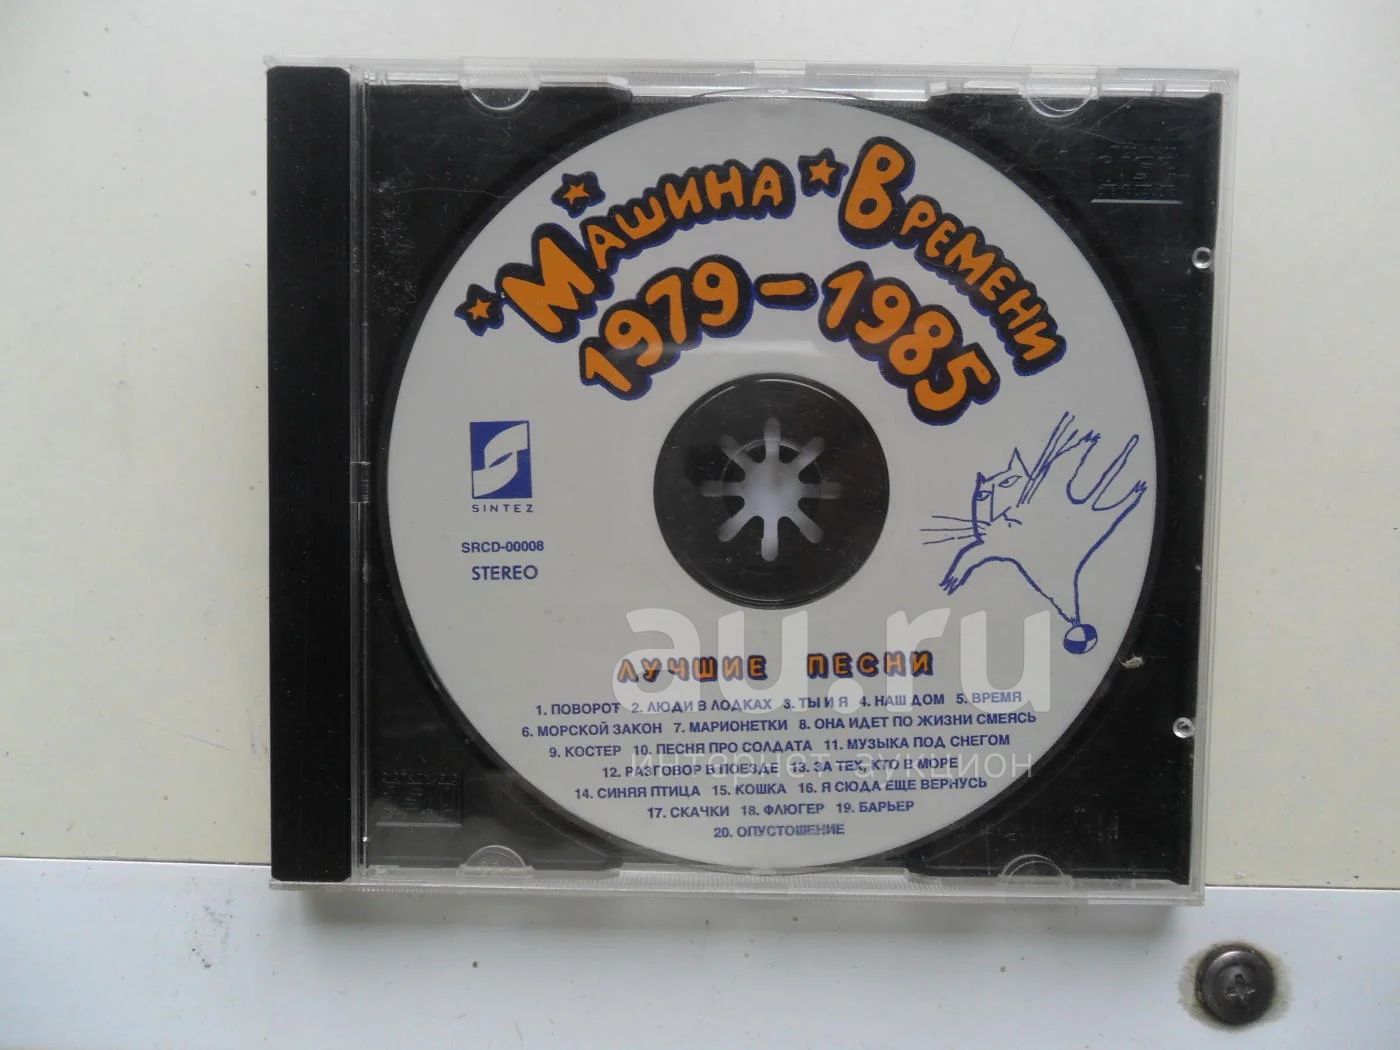 Машина Времени
1979-1985
SINTEZ
SRCD-00008
STEREO
ЛУЧШИЕ ПЕСНИ
1. ПОВОРОТ 2. ЛЮДИ В ЛОДКАХ 3. ТЫ И Я 4. НАШ ДОМ 5. ВРЕМЯ
6. МОРСКОЙ ЗАКОН 7. МАРИОНЕТКИ 8. ОНА ИДЕТ ПО ЖИЗНИ СМЕЯСЬ
9. КОСТЕР 10. ПЕСНЯ ПРО СОЛДАТА 11. МУЗЫКА ПОД СНЕГОМ
12. РАЗГОВОР В ПОЕЗДЕ 13. ЗА ТЕХ, КТО В МОРЕ
14. СИНЯЯ ПТИЦА 15. КОШКА 16. Я СЮДА ЕЩЕ ВЕРНУСЬ
17. СКАЧКИ 18. ФЛЮГЕР 19. БАРЬЕР
20. ОПУСТОШЕНИЕ
au.ru
интернет аукцион